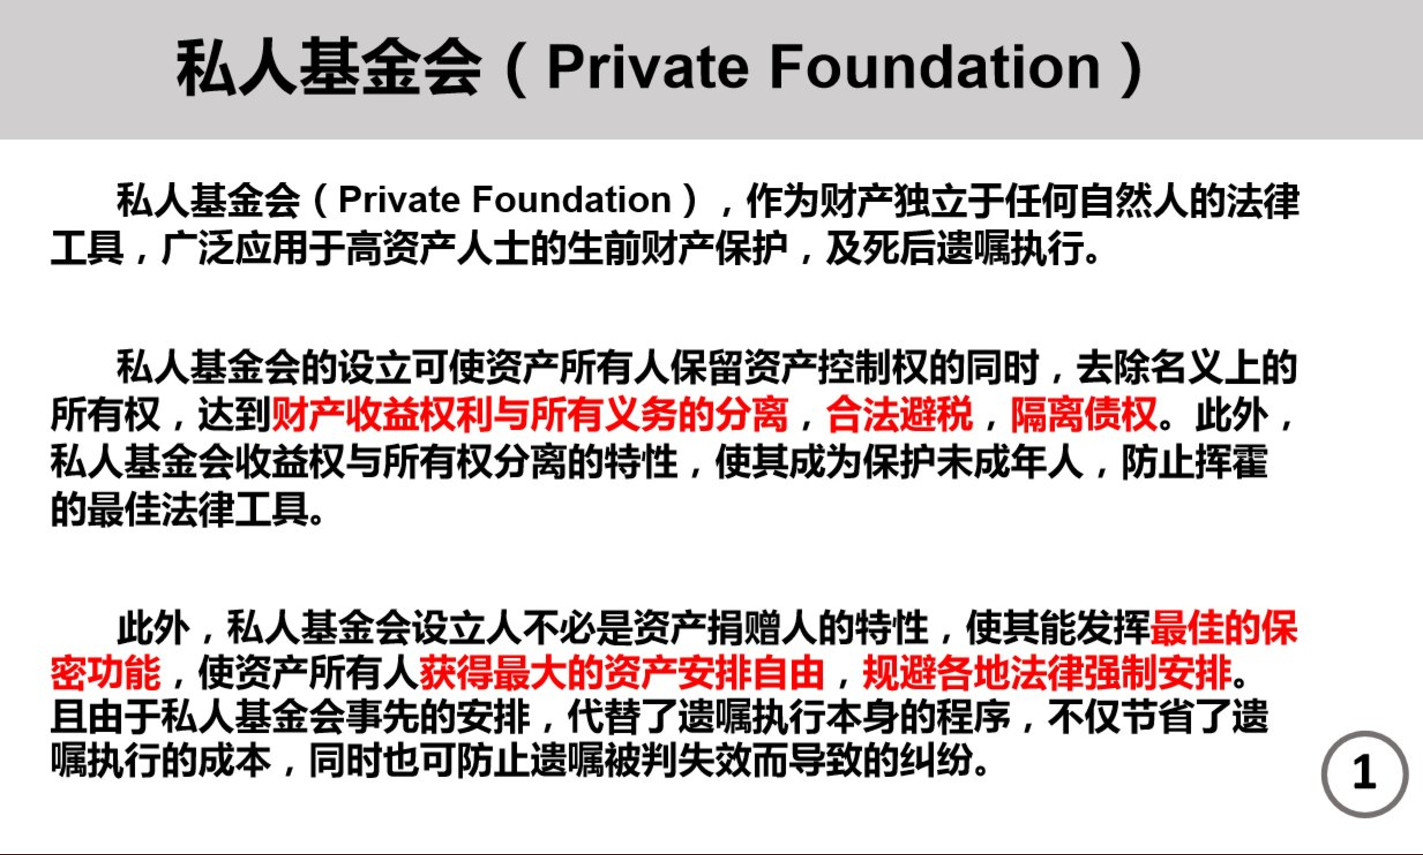 私人基金会（Private Foundation）
私人基金会（Private Foundation），作为财产独立于任何自然人的法律
工具，广泛应用于高资产人士的生前财产保护，及死后遗嘱执行。
私人基金会的设立可使资产所有人保留资产控制权的同时，去除名义上的
所有权，达到财产收益权利与所有义务的分离，合法避税，隔离债权。此外，
私人基金会收益权与所有权分离的特性，使其成为保护未成年人，防止挥霍
的最佳法律工具。
此外，私人基金会设立人不必是资产捐赠人的特性，使其能发挥最佳的保
密功能，使资产所有人获得最大的资产安排自由，规避各地法律强制安排。
且由于私人基金会事先的安排，代替了遗嘱执行本身的程序，不仅节省了遗
嘱执行的成本，同时也可防止遗嘱被判失效而导致的纠纷。
1